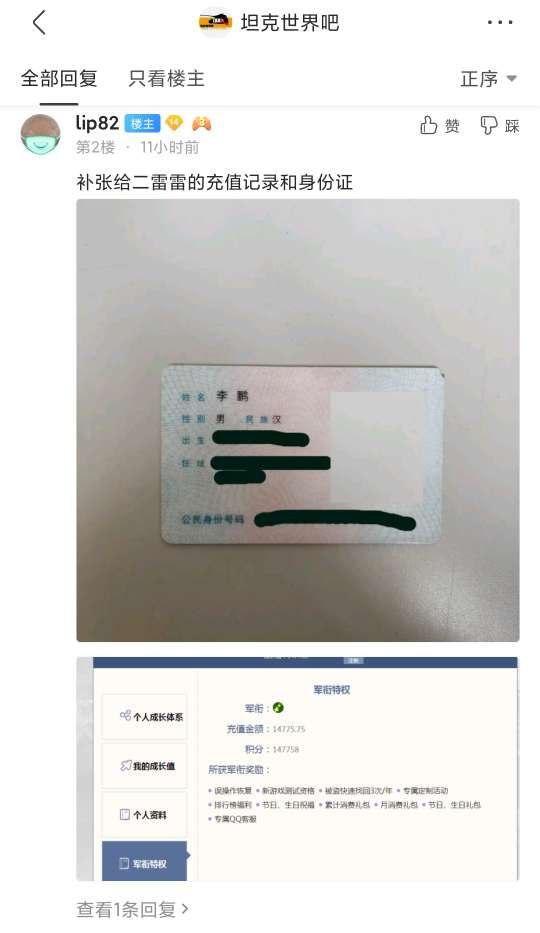 坦克世界吧
全部回复 只看楼主 正序
lip82 楼主 14 3
赞 踩
第2楼 · 11小时前
补张给二雷雷的充值记录和身份证
姓名 李鹏
性别 男 民族 汉
出生
住址
公民身份号码
军衔特权
个人成长体系
军衔：
充值金额：14775.75
我的成长值
积分：147758
所获军衔奖励：
误操作恢复 新游戏测试资格 被盗快速找回3次/年 专属定制活动
排行榜福利 节日、生日祝福 累计消费礼包 月消费礼包 节日、生日礼包
个人资料
专属QQ客服
军衔特权
查看1条回复